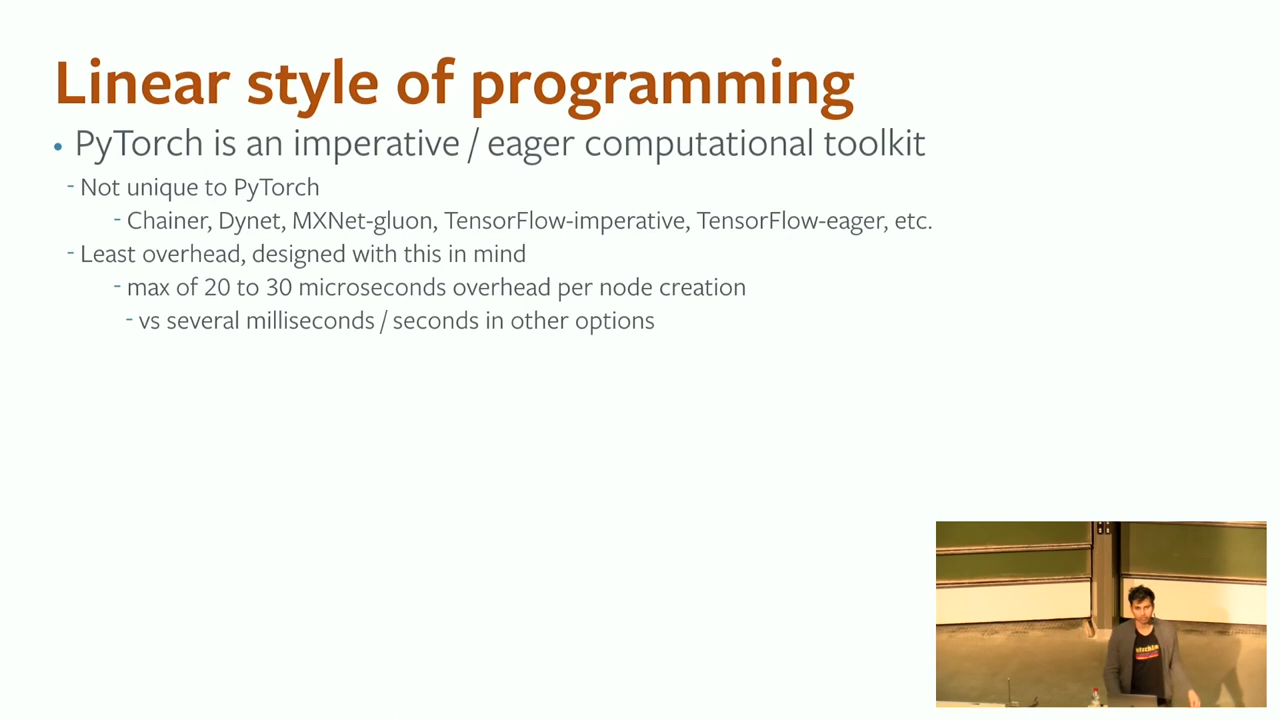 Linear style of programming
• PyTorch is an imperative / eager computational toolkit
- Not unique to PyTorch
- Chainer, Dynet, MXNet-gluon, TensorFlow-imperative, TensorFlow-eager, etc.
- Least overhead, designed with this in mind
- max of 20 to 30 microseconds overhead per node creation
- vs several milliseconds / seconds in other options